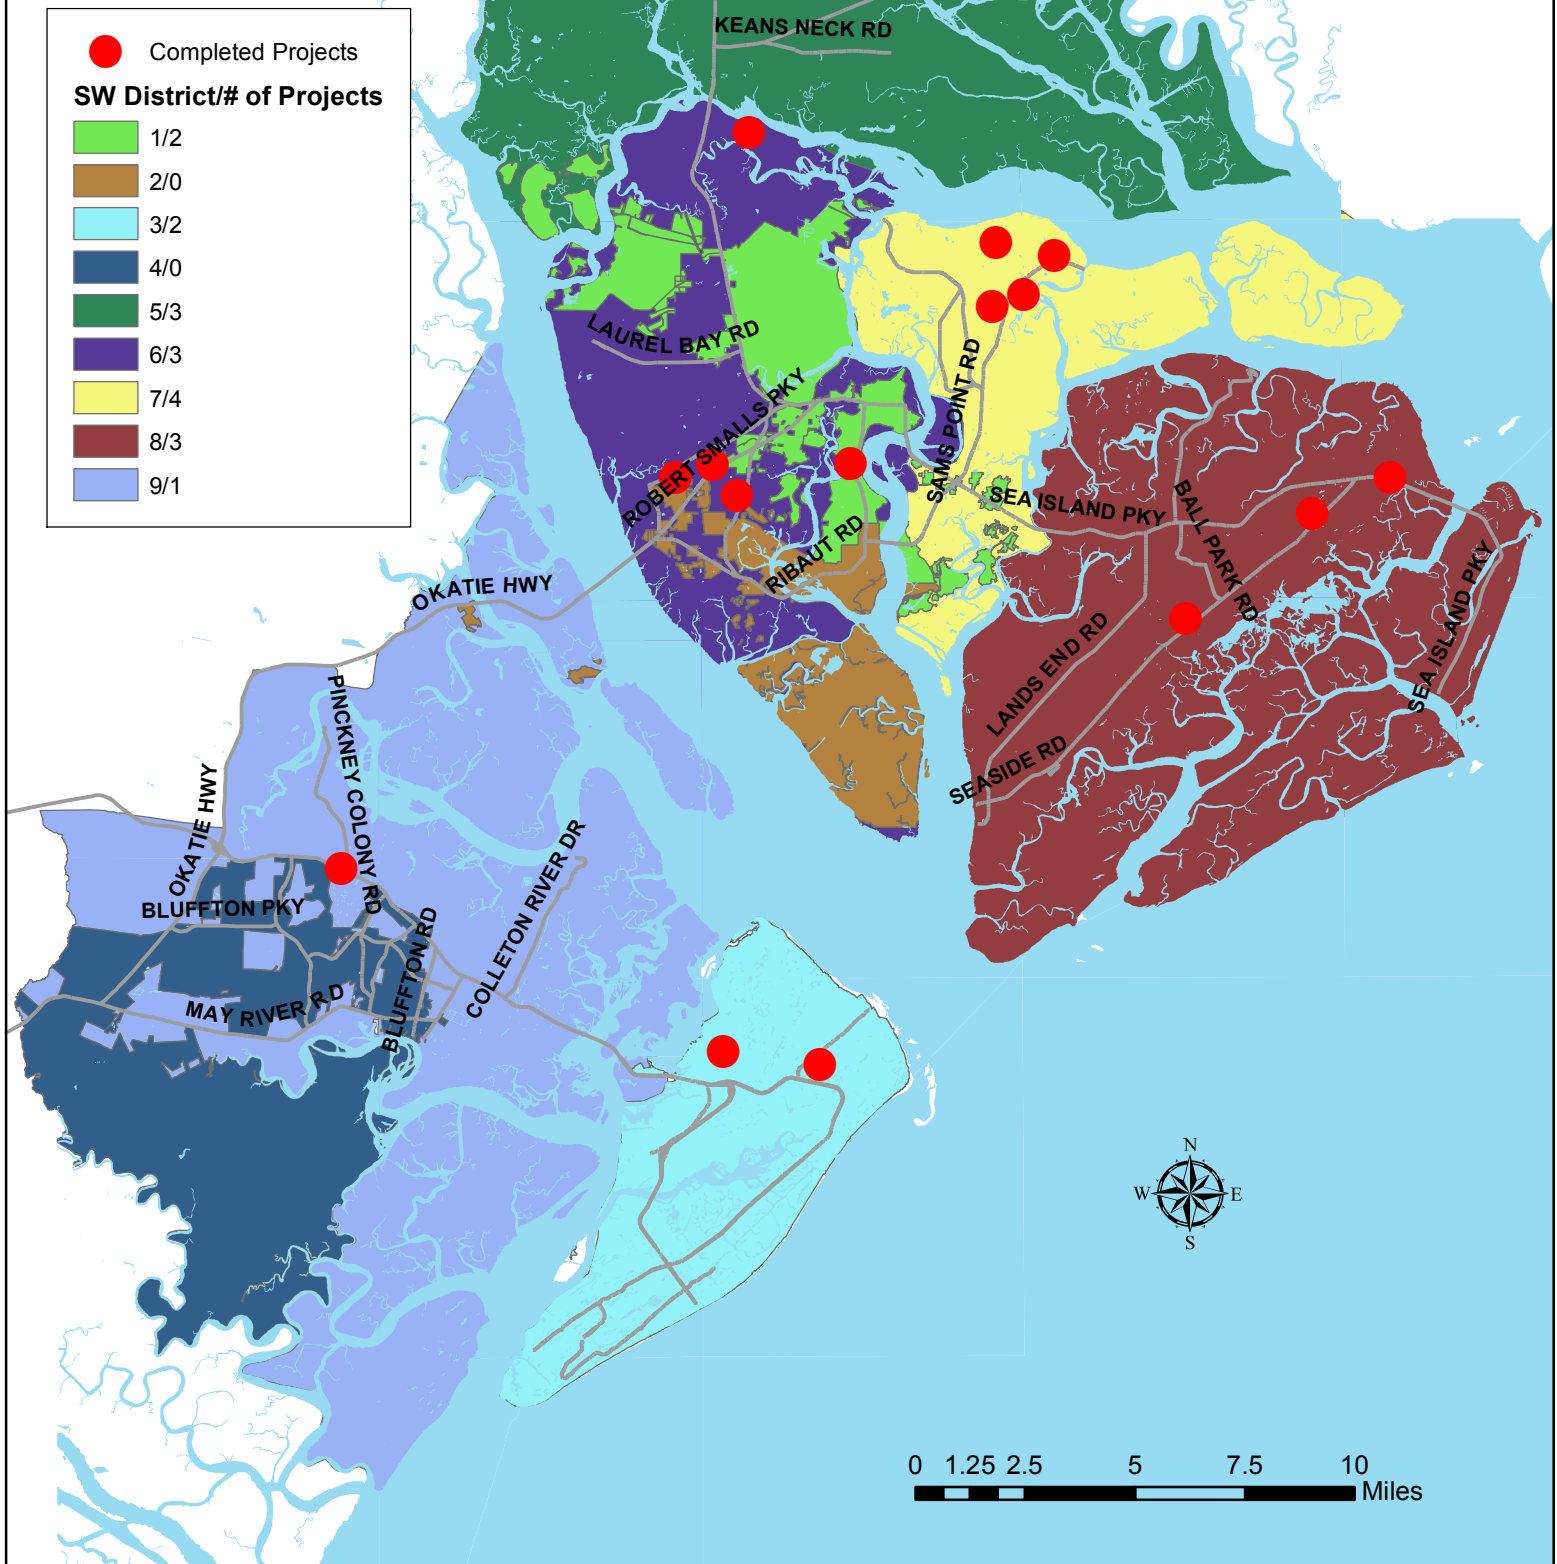 KEANS NECK RD
Completed Projects
SW District/# of Projects
1/2
2/0
3/2
4/0
5/3
6/3
7/4
8/3
9/1
LAUREL BAY RD
ROBERT SMALLS PKY
SAMS POINT RD
SEA ISLAND PKY
BALL PARK RD
RIBAUT RD
OKATIE HWY
SEA ISLAND PKY
LANDS END RD
PINCKNEY COLONY RD
SEASIDE RD
OKATIE HWY
COLLETON RIVER DR
BLUFFTON PKY
BLUFFTON RD
MAY RIVER RD
N
W E
S
0 1.25 2.5 5 7.5 10
Miles